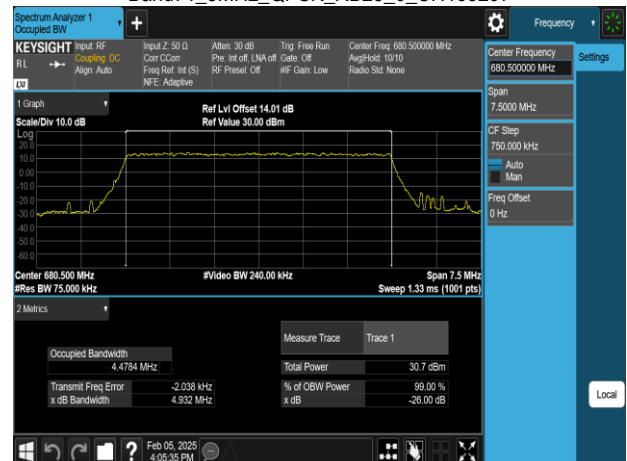 Spectrum Analyzer 1
Occupied BW
Frequency
KEYSIGHT
RL
LXI
Input: RF
Coupling: DC
Align: Auto
Input Z: 50 Ω
Corr CCorr
Freq Ref: Int (S)
NFE: Adaptive
Atten: 30 dB
Pre: Int off, LNA off
RF Preset: Off
Trig: Free Run
Gate: Off
#IF Gain: Low
Center Freq: 680.500000 MHz
Avg|Hold: 10/10
Radio Std: None
Center Frequency
680.500000 MHz
Settings
Span
7.5000 MHz
CF Step
750.000 kHz
Auto
Man
Freq Offset
0 Hz
1 Graph
Scale/Div 10.0 dB
Ref Lvl Offset 14.01 dB
Ref Value 30.00 dBm
Log
20.0
10.0
0.00
-10.0
-20.0
-30.0
-40.0
-50.0
-60.0
Center 680.500 MHz
#Res BW 75.000 kHz
#Video BW 240.00 kHz
Span 7.5 MHz
Sweep 1.33 ms (1001 pts)
2 Metrics
Measure Trace
Trace 1
Occupied Bandwidth
4.4784 MHz
Total Power
30.7 dBm
Transmit Freq Error
-2.038 kHz
% of OBW Power
99.00 %
x dB Bandwidth
4.932 MHz
x dB
-26.00 dB
Local
?
Feb 05, 2025
4:05:35 PM